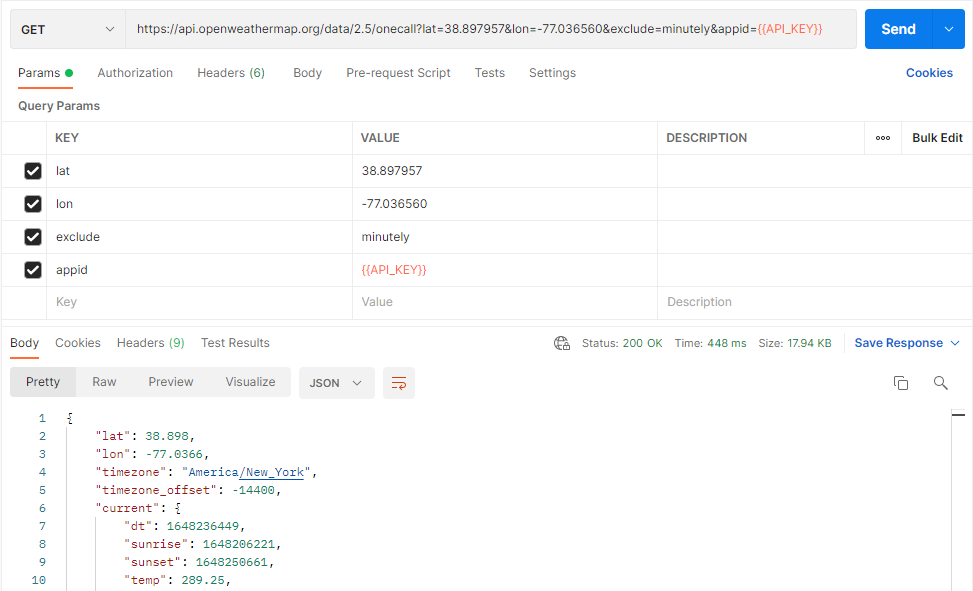 GET https://api.openweathermap.org/data/2.5/onecall?lat=38.897957&lon=-77.036560&exclude=minutely&appid={{API_KEY}} Send
Params Authorization Headers (6) Body Pre-request Script Tests Settings Cookies
Query Params
KEY VALUE DESCRIPTION ooo Bulk Edit
lat 38.897957
lon -77.036560
exclude minutely
appid {{API_KEY}}
Key Value Description
Body Cookies Headers (9) Test Results Status: 200 OK Time: 448 ms Size: 17.94 KB Save Response
Pretty Raw Preview Visualize JSON
1 {
2 "lat": 38.898,
3 "lon": -77.0366,
4 "timezone": "America/New_York",
5 "timezone_offset": -14400,
6 "current": {
7 "dt": 1648236449,
8 "sunrise": 1648206221,
9 "sunset": 1648250661,
10 "temp": 289.25,